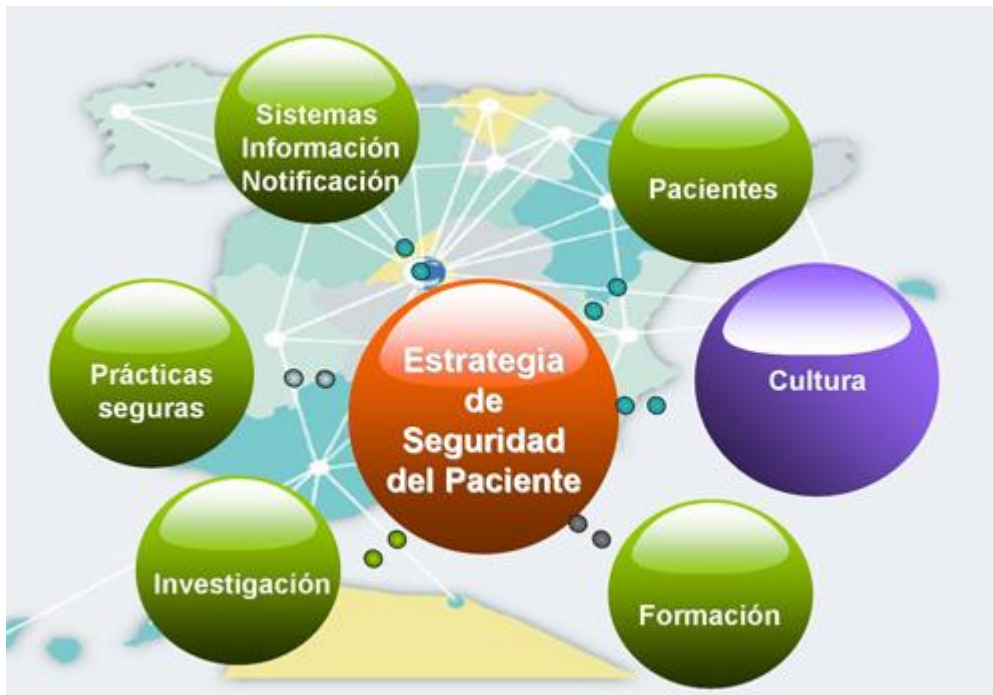 Sistemas
Información
Notificación
Pacientes
Prácticas
seguras
Estrategia
de
Seguridad
del Paciente
Cultura
Investigación
Formación